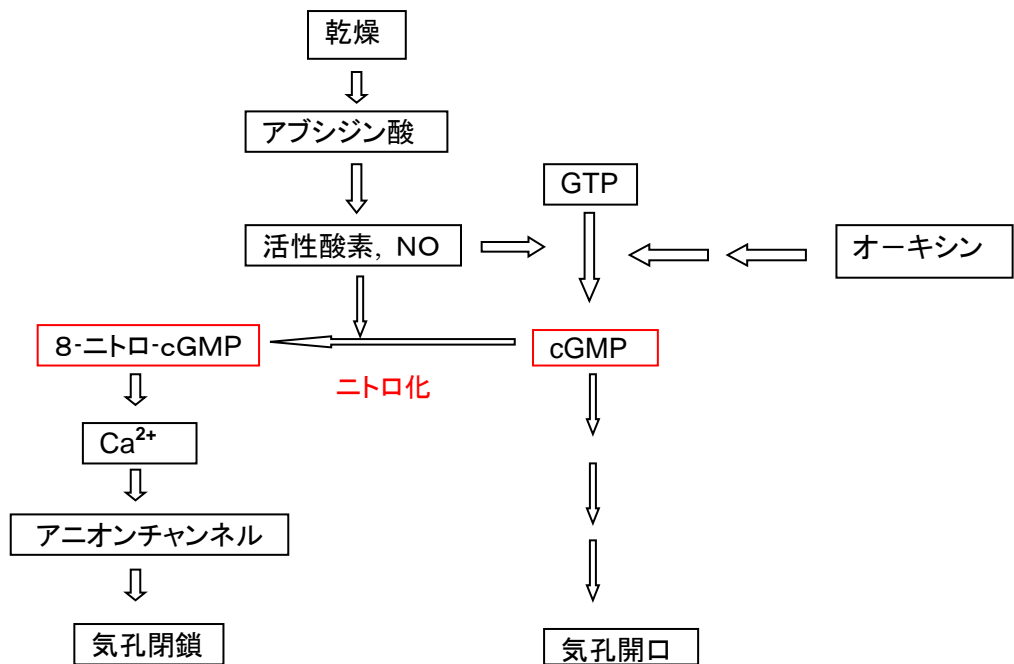 乾燥
アブシジン酸
GTP
活性酸素, NO
オーキシン
8-ニトロ-cGMP
cGMP
ニトロ化
Ca²⁺
アニオンチャンネル
気孔閉鎖
気孔開口